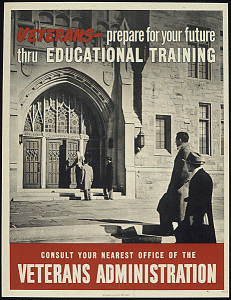 VETERANS— prepare for your future
thru EDUCATIONAL TRAINING
CONSULT YOUR NEAREST OFFICE OF THE
VETERANS ADMINISTRATION